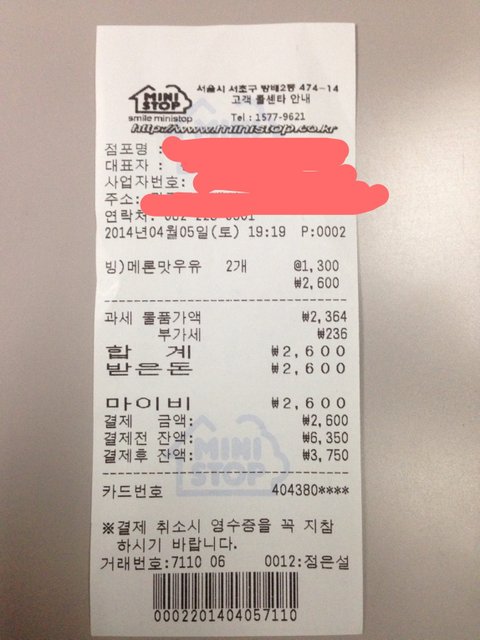 MINI STOP
서울시 서초구 방배2동 474-14
고객 콜센타 안내
smile ministop
Tel : 1577-9621
http://www.ministop.co.kr
점포명 :
대표자 :
사업자번호:
주소:
연락처:
2014년04월05일(토) 19:19 P:0002
빙)메론맛우유 2개 @1,300
₩2,600
과세 물품가액 ₩2,364
부가세 ₩236
합 계 ₩2,600
받은돈 ₩2,600
마이비 ₩2,600
결제 금액: ₩2,600
결제전 잔액: ₩6,350
결제후 잔액: ₩3,750
MINI STOP
카드번호 404380****
※결제 취소시 영수증을 꼭 지참
하시기 바랍니다.
거래번호:7110 06 0012:정은설
0002201404057110